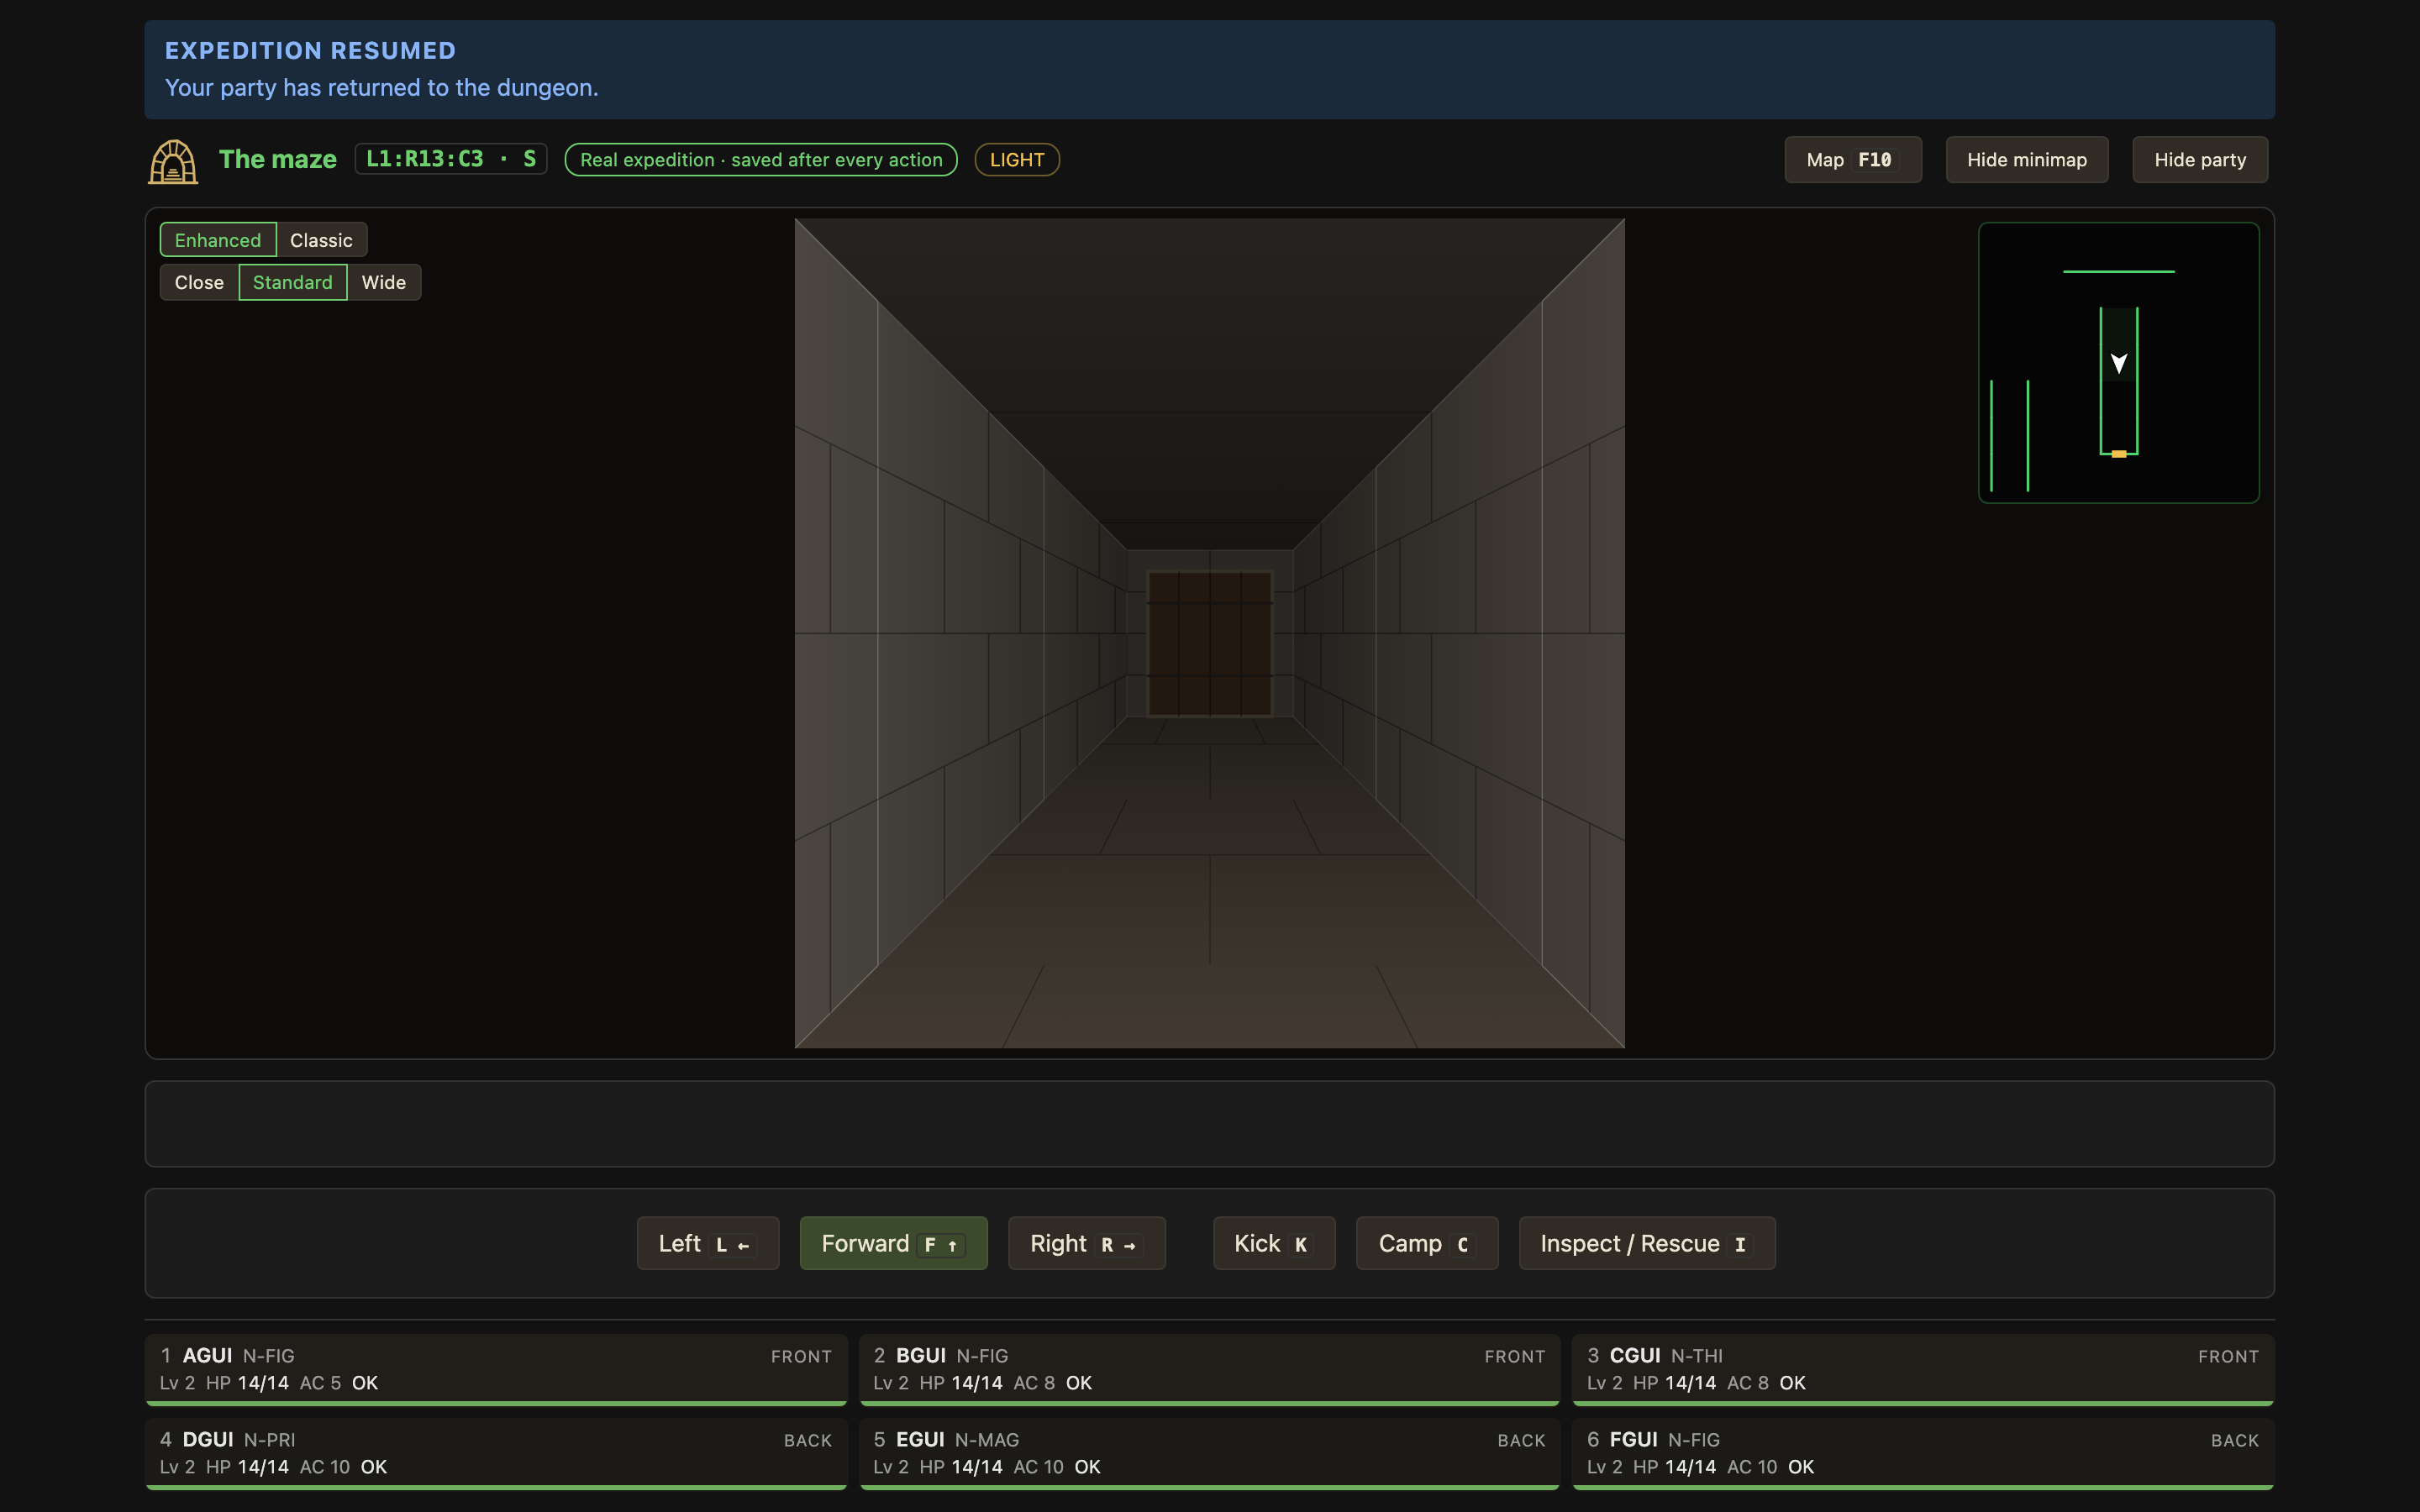 EXPEDITION RESUMED
Your party has returned to the dungeon.
The maze L1:R13:C3 · S Real expedition · saved after every action LIGHT Map F10 Hide minimap Hide party
Enhanced Classic
Close Standard Wide
Left L ← Forward F ↑ Right R → Kick K Camp C Inspect / Rescue I
1 AGUI N-FIG FRONT
Lv 2 HP 14/14 AC 5 OK
2 BGUI N-FIG FRONT
Lv 2 HP 14/14 AC 8 OK
3 CGUI N-THI FRONT
Lv 2 HP 14/14 AC 8 OK
4 DGUI N-PRI BACK
Lv 2 HP 14/14 AC 10 OK
5 EGUI N-MAG BACK
Lv 2 HP 14/14 AC 10 OK
6 FGUI N-FIG BACK
Lv 2 HP 14/14 AC 10 OK